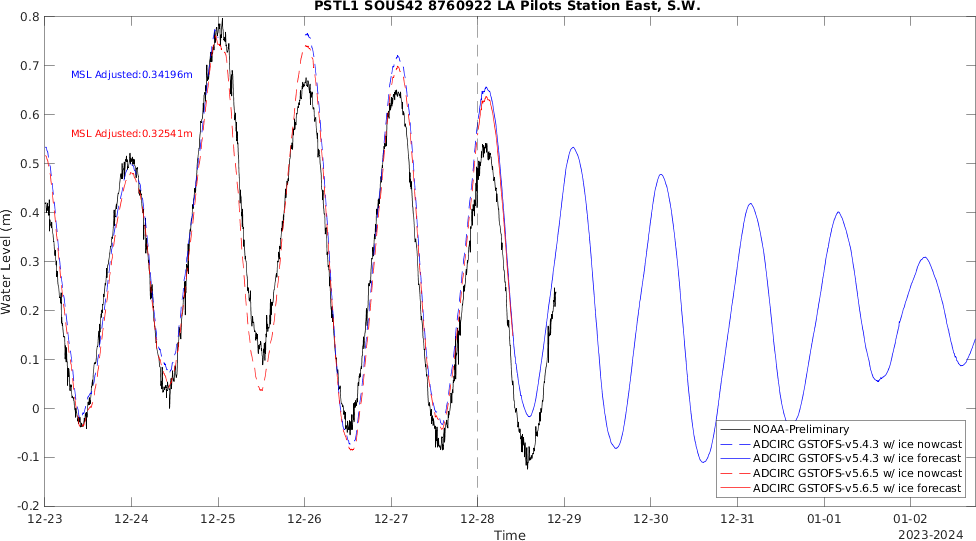 PSTL1 SOUS42 8760922 LA Pilots Station East, S.W.
0.8
0.7
0.6
0.5
0.4
0.3
0.2
0.1
0
-0.1
-0.2
Water Level (m)
MSL Adjusted:0.34196m
MSL Adjusted:0.32541m
NOAA-Preliminary
ADCIRC GSTOFS-v5.4.3 w/ ice nowcast
ADCIRC GSTOFS-v5.4.3 w/ ice forecast
ADCIRC GSTOFS-v5.6.5 w/ ice nowcast
ADCIRC GSTOFS-v5.6.5 w/ ice forecast
12-23 12-24 12-25 12-26 12-27 12-28 12-29 12-30 12-31 01-01 01-02
Time
2023-2024